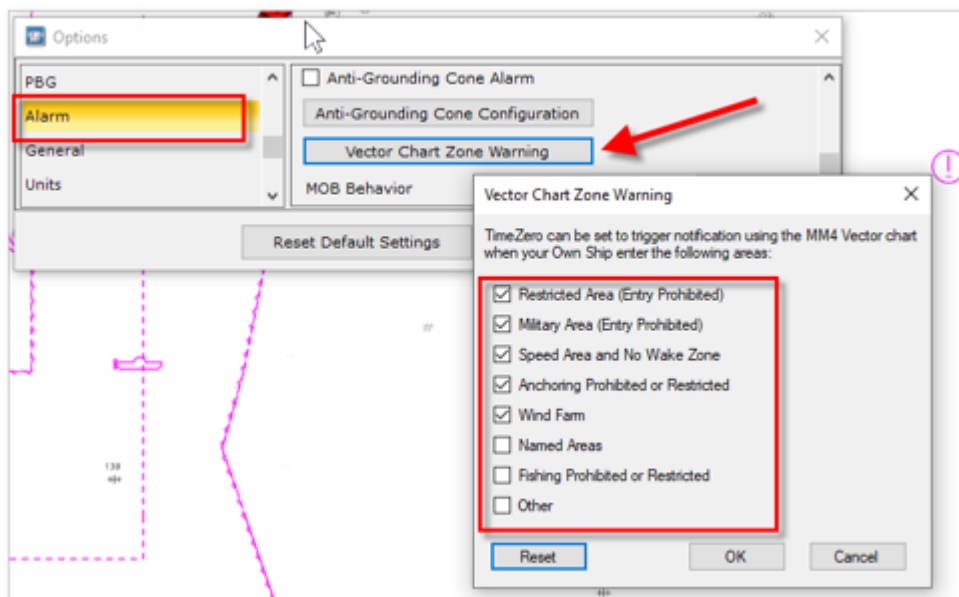 Options
PBG
Alarm
General
Units
Anti-Grounding Cone Alarm
Anti-Grounding Cone Configuration
Vector Chart Zone Warning
MOB Behavior
Reset Default Settings
Vector Chart Zone Warning
TimeZero can be set to trigger notification using the MM4 Vector chart
when your Own Ship enter the following areas:
Restricted Area (Entry Prohibited)
Military Area (Entry Prohibited)
Speed Area and No Wake Zone
Anchoring Prohibited or Restricted
Wind Farm
Named Areas
Fishing Prohibited or Restricted
Other
Reset
OK
Cancel
138